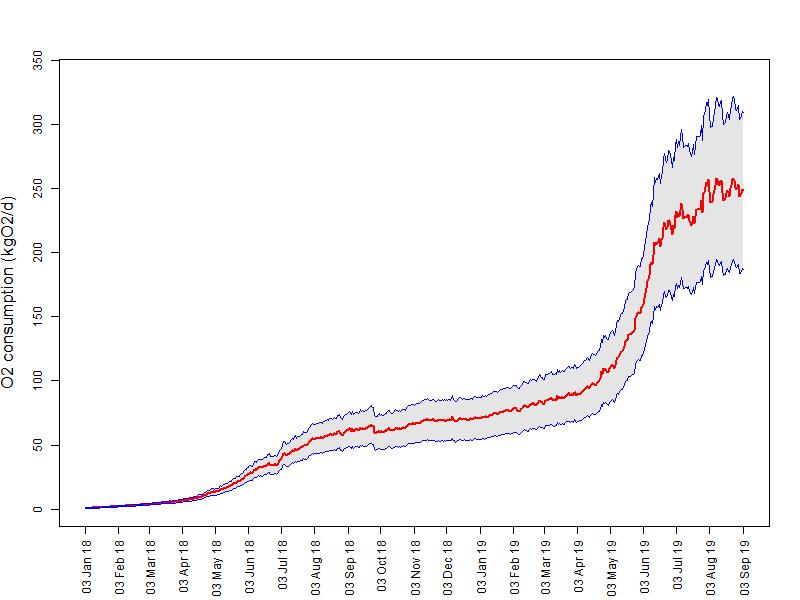 O2 consumption (kgO2/d)
350
300
250
200
150
100
50
0
03 Jan 18
03 Feb 18
03 Mar 18
03 Apr 18
03 May 18
03 Jun 18
03 Jul 18
03 Aug 18
03 Sep 18
03 Oct 18
03 Nov 18
03 Dec 18
03 Jan 19
03 Feb 19
03 Mar 19
03 Apr 19
03 May 19
03 Jun 19
03 Jul 19
03 Aug 19
03 Sep 19